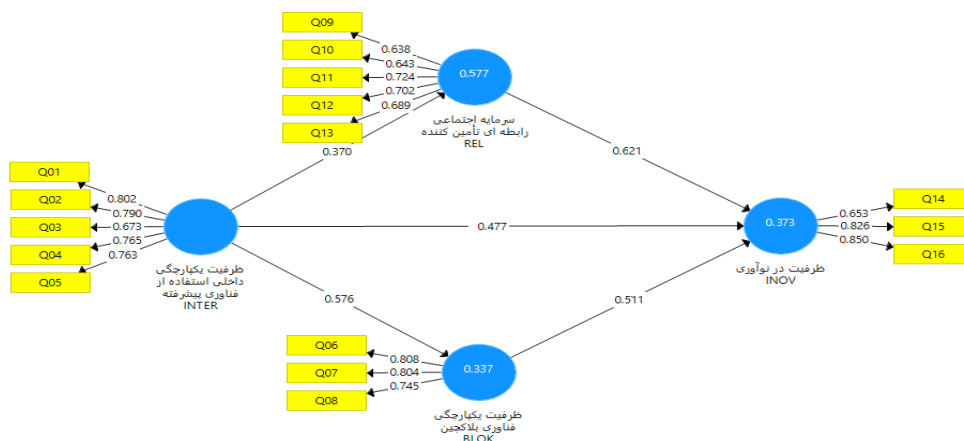 Q09
Q10
Q11
Q12
Q13
0.638
0.643
0.724
0.702
0.689
0.577
سرمایه اجتماعی
رابطه ای تأمین کننده
REL
0.370
0.621
Q01
Q02
Q03
Q04
Q05
0.802
0.790
0.673
0.765
0.763
ظرفیت یکپارچگی
داخلی استفاده از
فناوری پیشرفته
INTER
0.477
0.373
ظرفیت در نوآوری
INOV
0.653
0.826
0.850
Q14
Q15
Q16
0.576
0.511
Q06
Q07
Q08
0.808
0.804
0.745
0.337
ظرفیت یکپارچگی
فناوری بلاکچین
BLOK